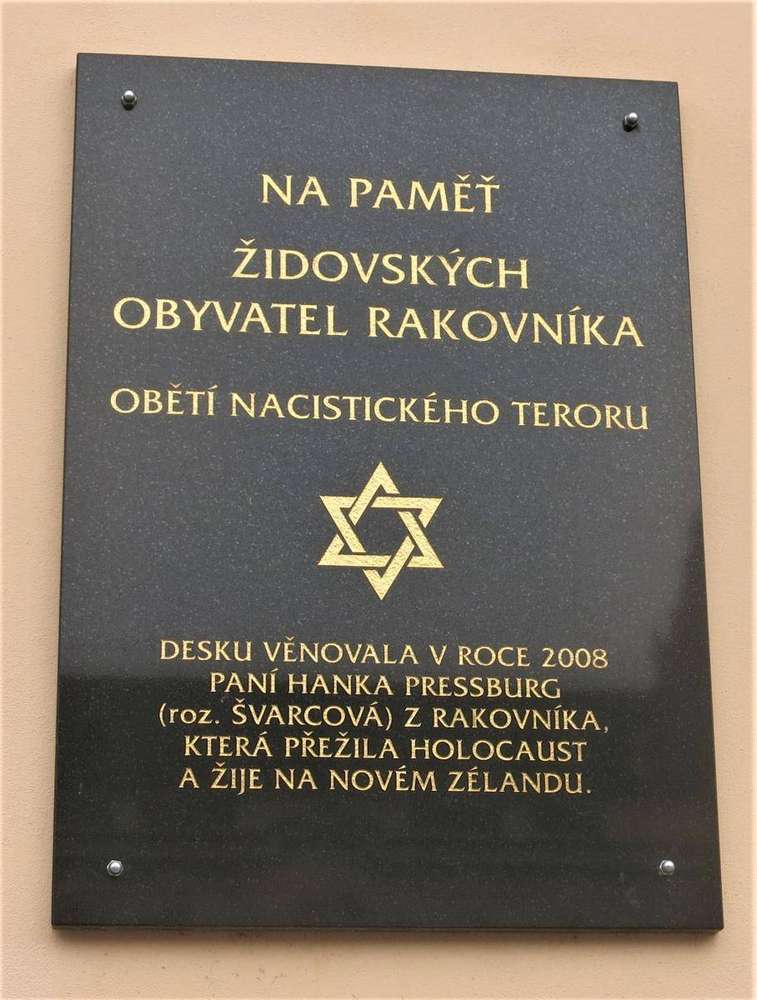 NA PAMĚŤ
ŽIDOVSKÝCH
OBYVATEL RAKOVNÍKA
OBĚTÍ NACISTICKÉHO TERORU
DESKU VĚNOVALA V ROCE 2008
PANÍ HANKA PRESSBURG
(roz. ŠVARCOVÁ) Z RAKOVNÍKA,
KTERÁ PŘEŽILA HOLOCAUST
A ŽIJE NA NOVÉM ZÉLANDU.